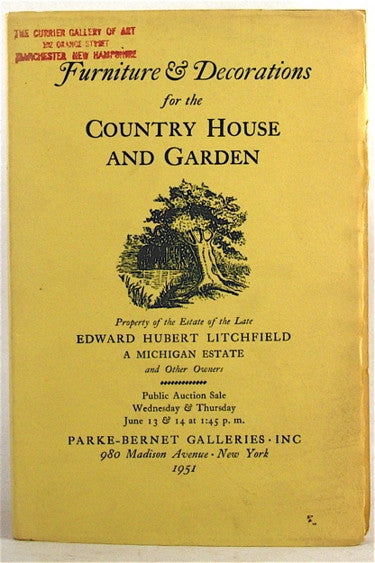 THE CURRIER GALLERY OF ART
192 ORANGE STREET
MANCHESTER NEW HAMPSHIRE
Furniture & Decorations
for the
COUNTRY HOUSE
AND GARDEN
Property of the Estate of the Late
EDWARD HUBERT LITCHFIELD
A MICHIGAN ESTATE
and Other Owners
Public Auction Sale
Wednesday & Thursday
June 13 & 14 at 1:45 p. m.
PARKE-BERNET GALLERIES · INC
980 Madison Avenue · New York
1951